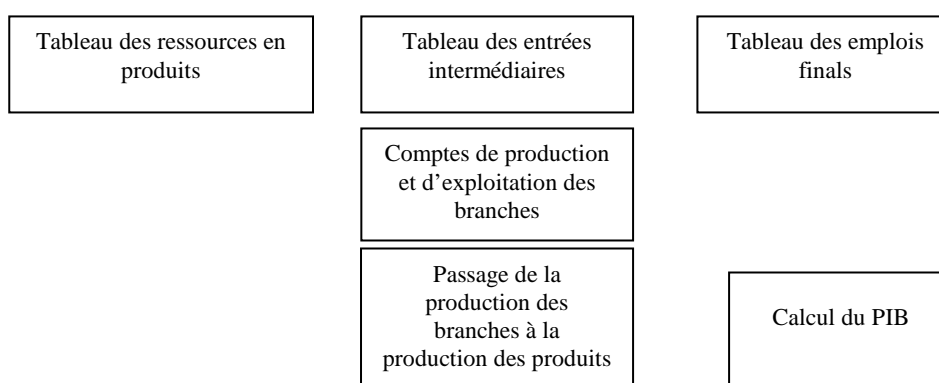 Tableau des ressources en
produits
Tableau des entrées
intermédiaires
Tableau des emplois
finals
Comptes de production
et d’exploitation des
branches
Passage de la
production des
branches à la
production des produits
Calcul du PIB